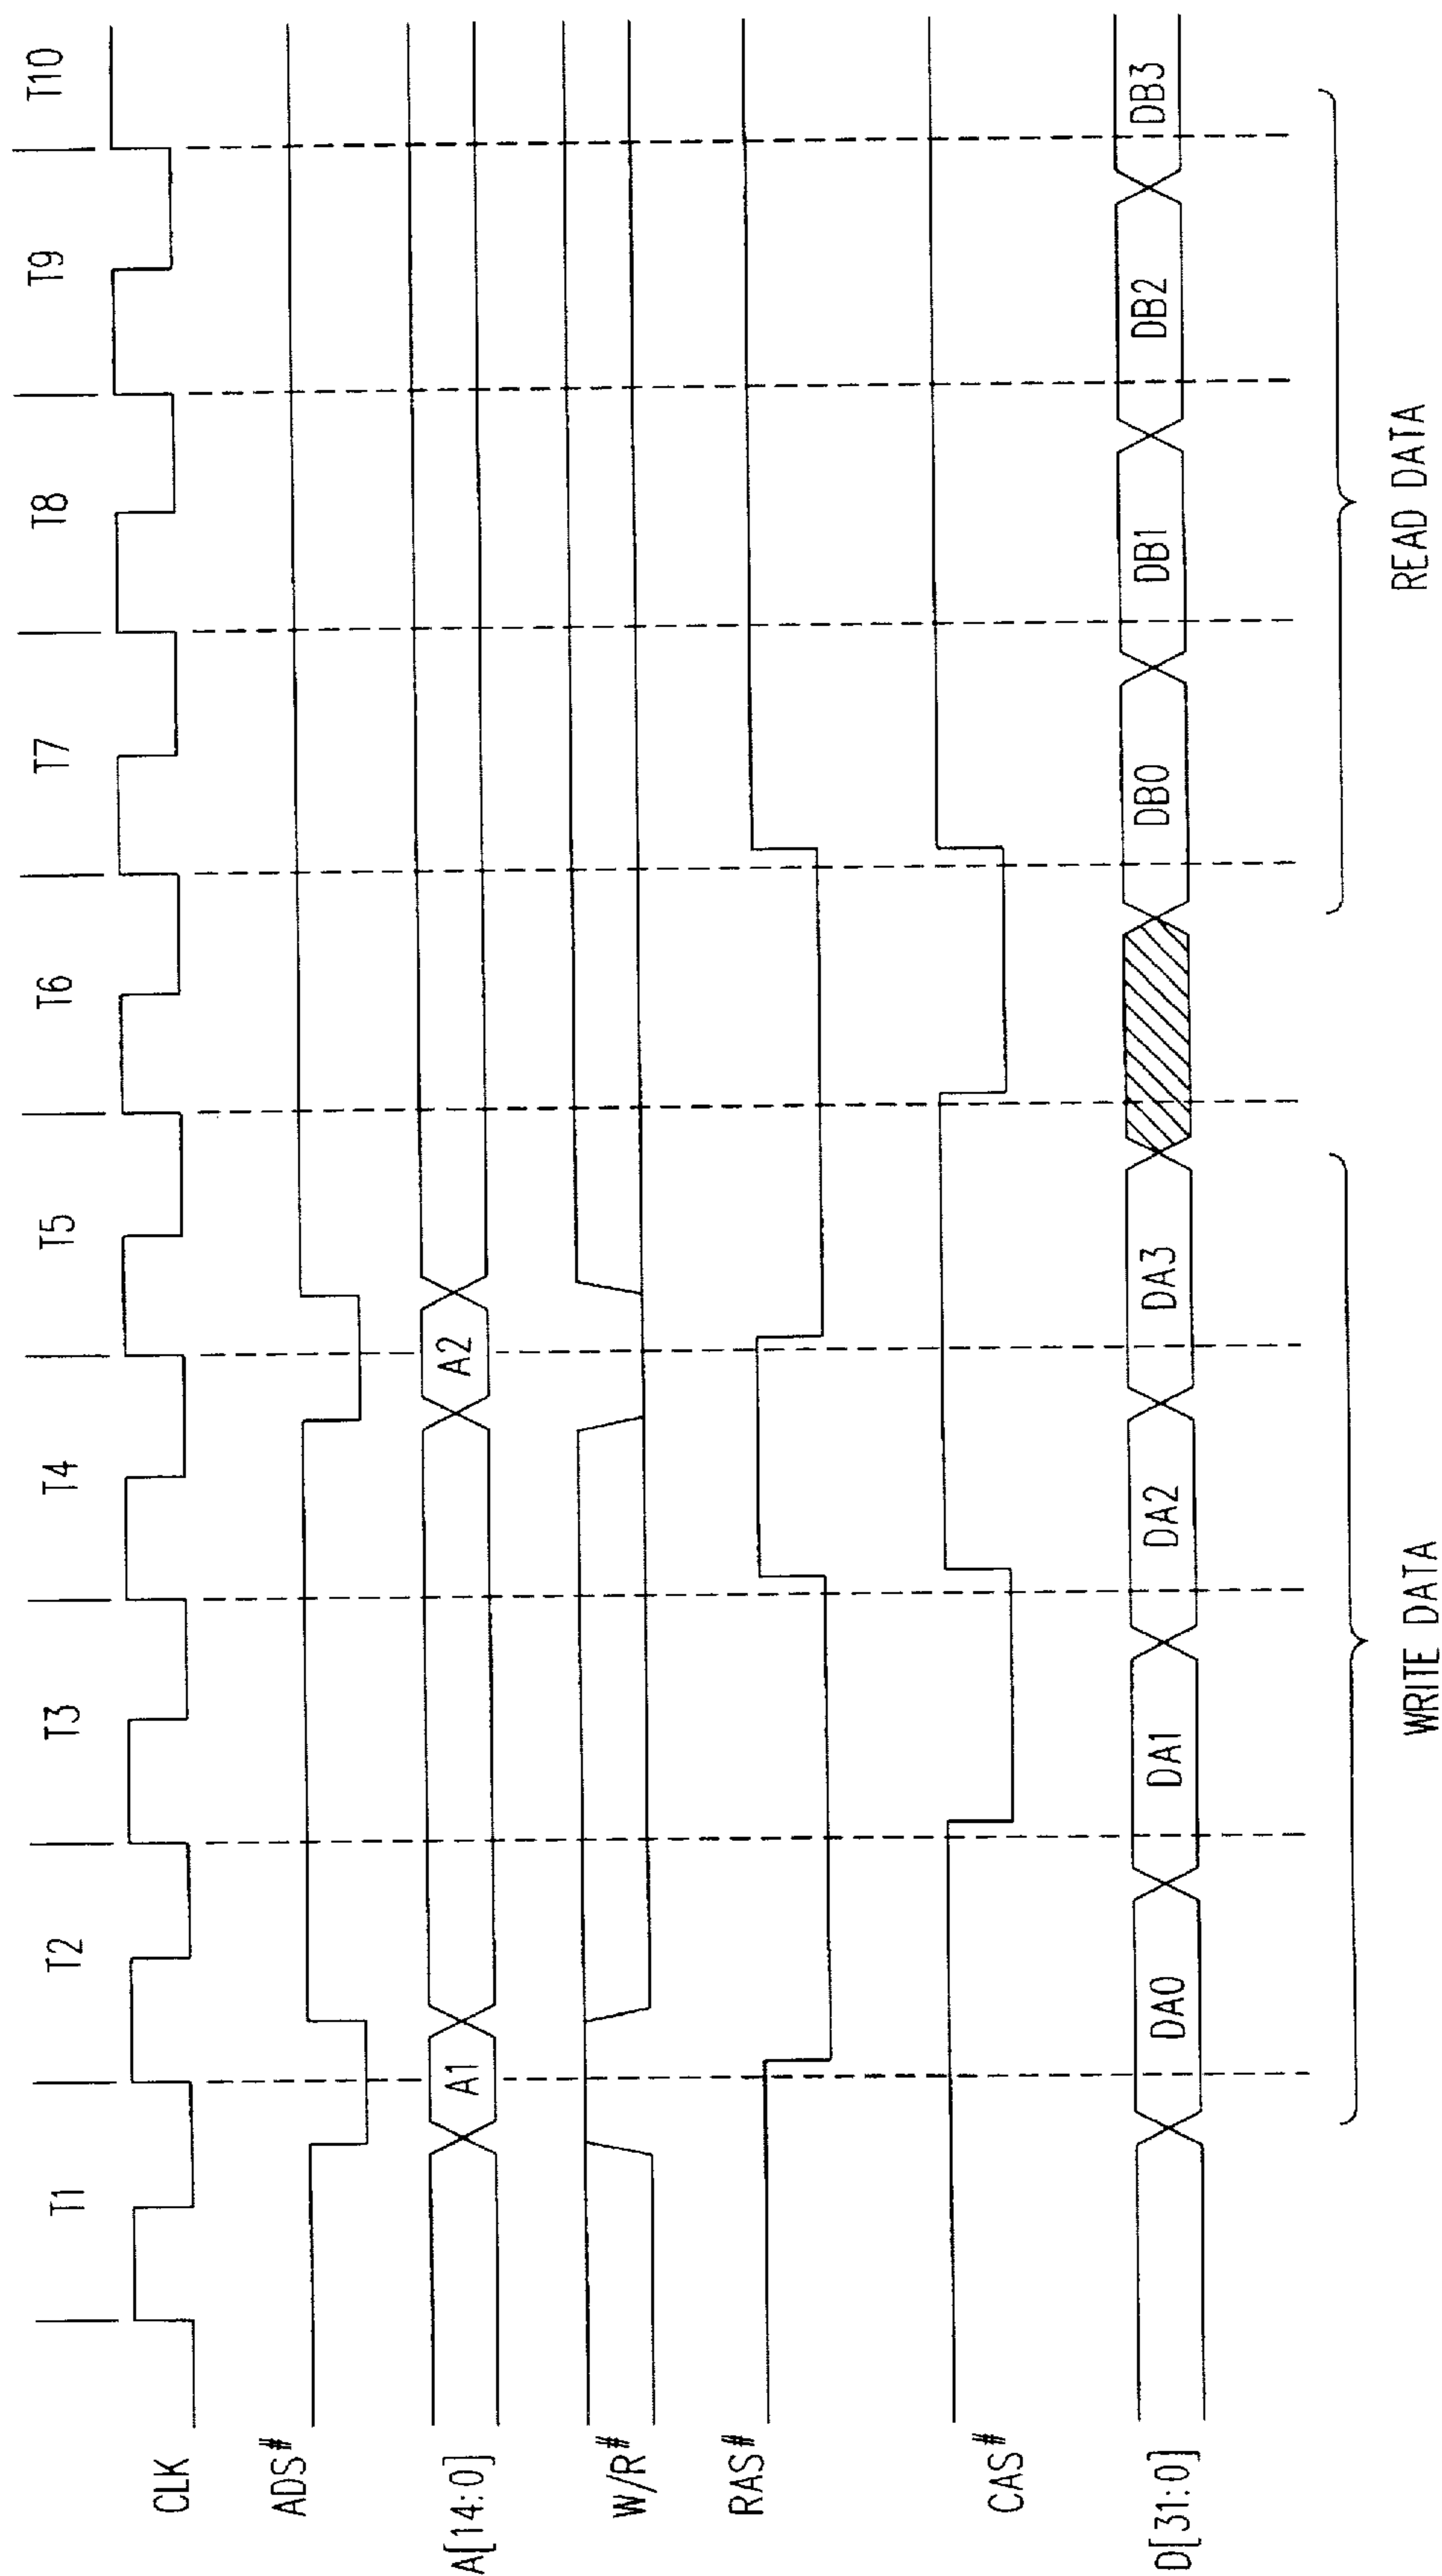 T1 T2 T3 T4 T5 T6 T7 T8 T9 T10
CLK
ADS#
A[14:0] A1 A2
W/R#
RAS#
CAS#
D[31:0] DA0 DA1 DA2 DA3 DB0 DB1 DB2 DB3
WRITE DATA READ DATA